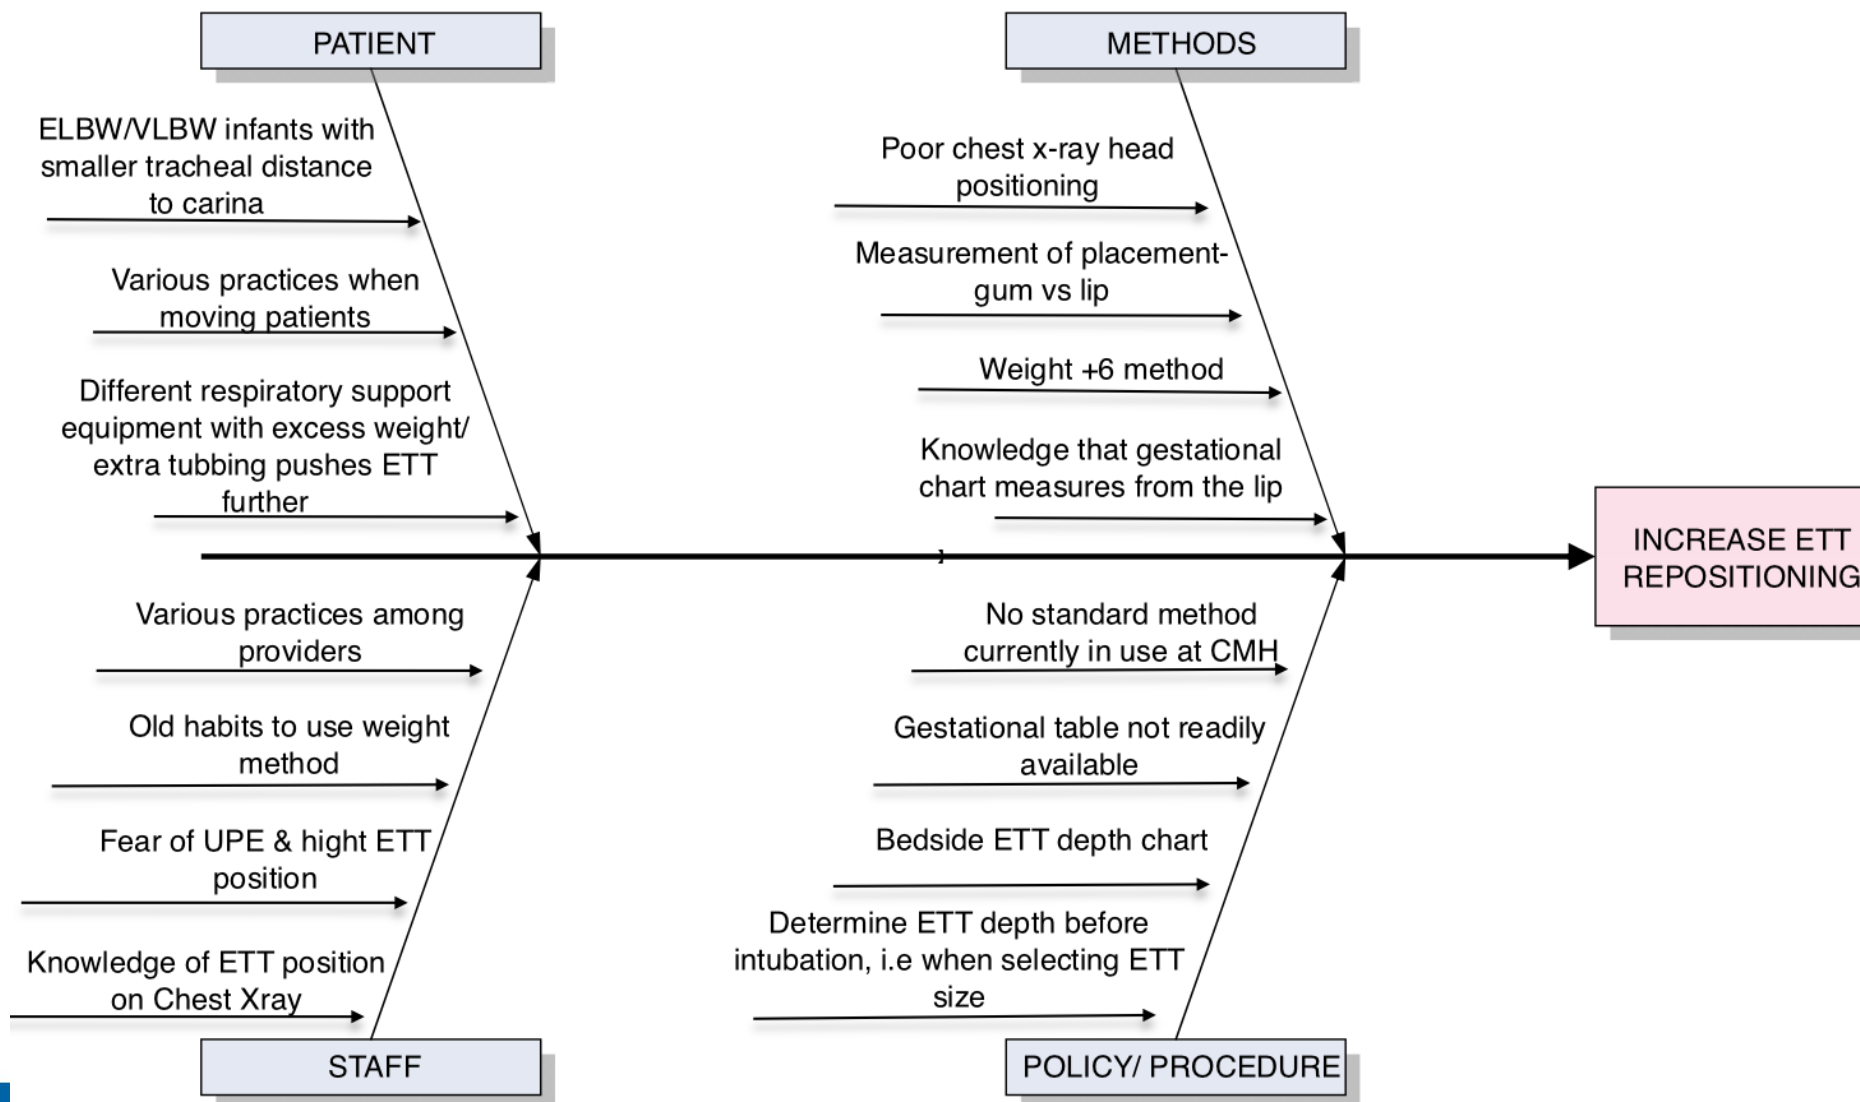 PATIENT
ELBW/VLBW infants with
smaller tracheal distance
to carina
Various practices when
moving patients
Different respiratory support
equipment with excess weight/
extra tubbing pushes ETT
further
METHODS
Poor chest x-ray head
positioning
Measurement of placement-
gum vs lip
Weight +6 method
Knowledge that gestational
chart measures from the lip
INCREASE ETT
REPOSITIONING
Various practices among
providers
Old habits to use weight
method
Fear of UPE & hight ETT
position
Knowledge of ETT position
on Chest Xray
STAFF
No standard method
currently in use at CMH
Gestational table not readily
available
Bedside ETT depth chart
Determine ETT depth before
intubation, i.e when selecting ETT
size
POLICY/ PROCEDURE